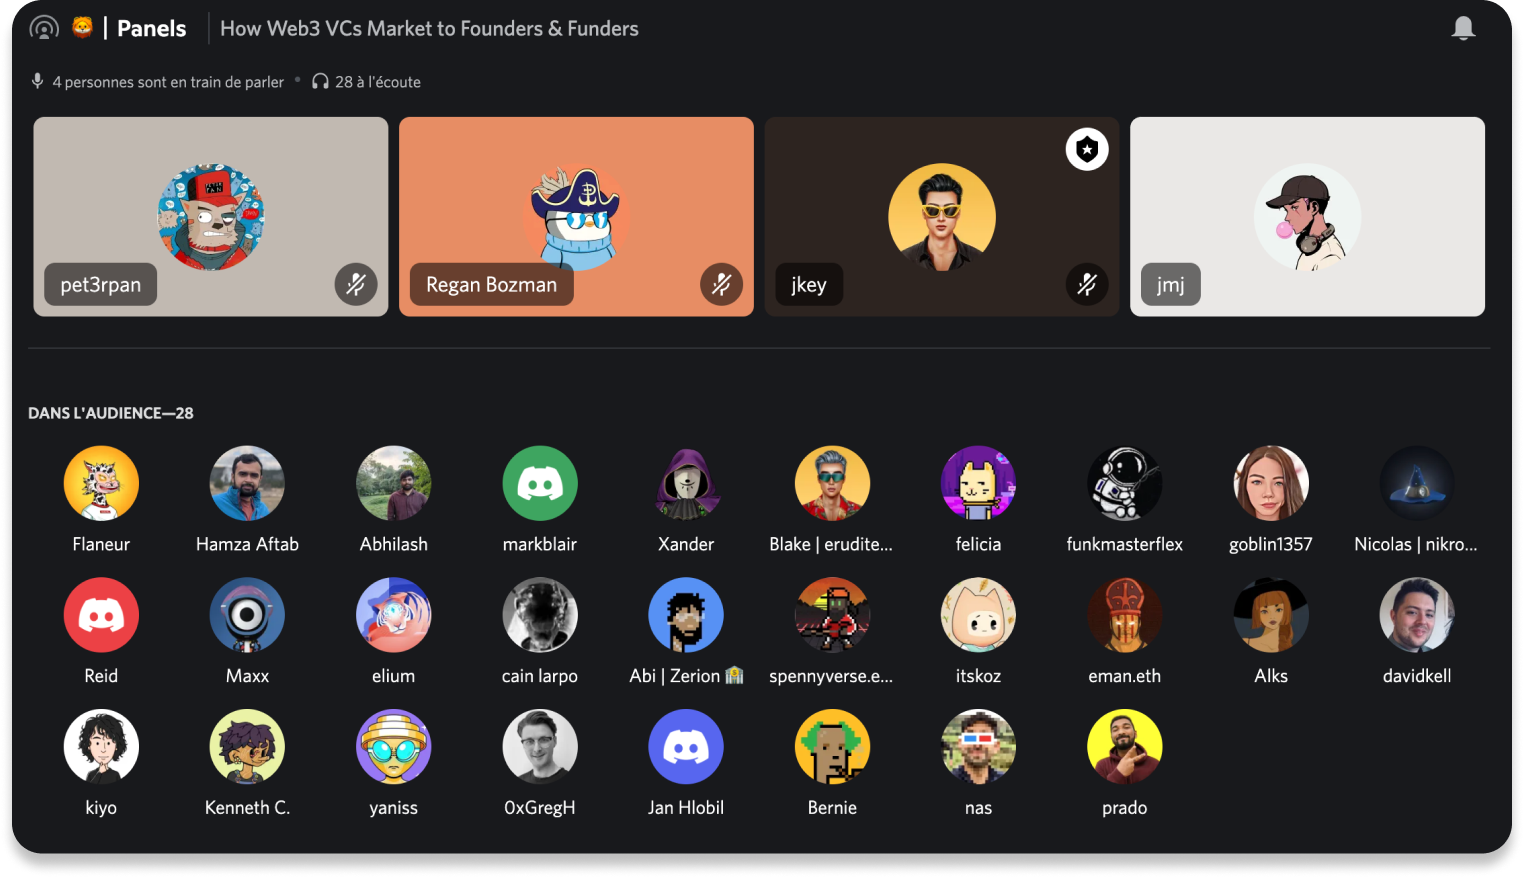 | Panels | How Web3 VCs Market to Founders & Funders
4 personnes sont en train de parler • 28 à l'écoute
pet3rpan Regan Bozman jkey jmj
DANS L'AUDIENCE—28
Flaneur Hamza Aftab Abhilash markblair Xander Blake | erudite... felicia funkmasterflex goblin1357 Nicolas | nikro...
Reid Maxx elium cain larpo Abi | Zerion spennyverse.e... itskoz eman.eth Alks davidkell
kiyo Kenneth C. yaniss 0xGregH Jan Hlobil Bernie nas prado